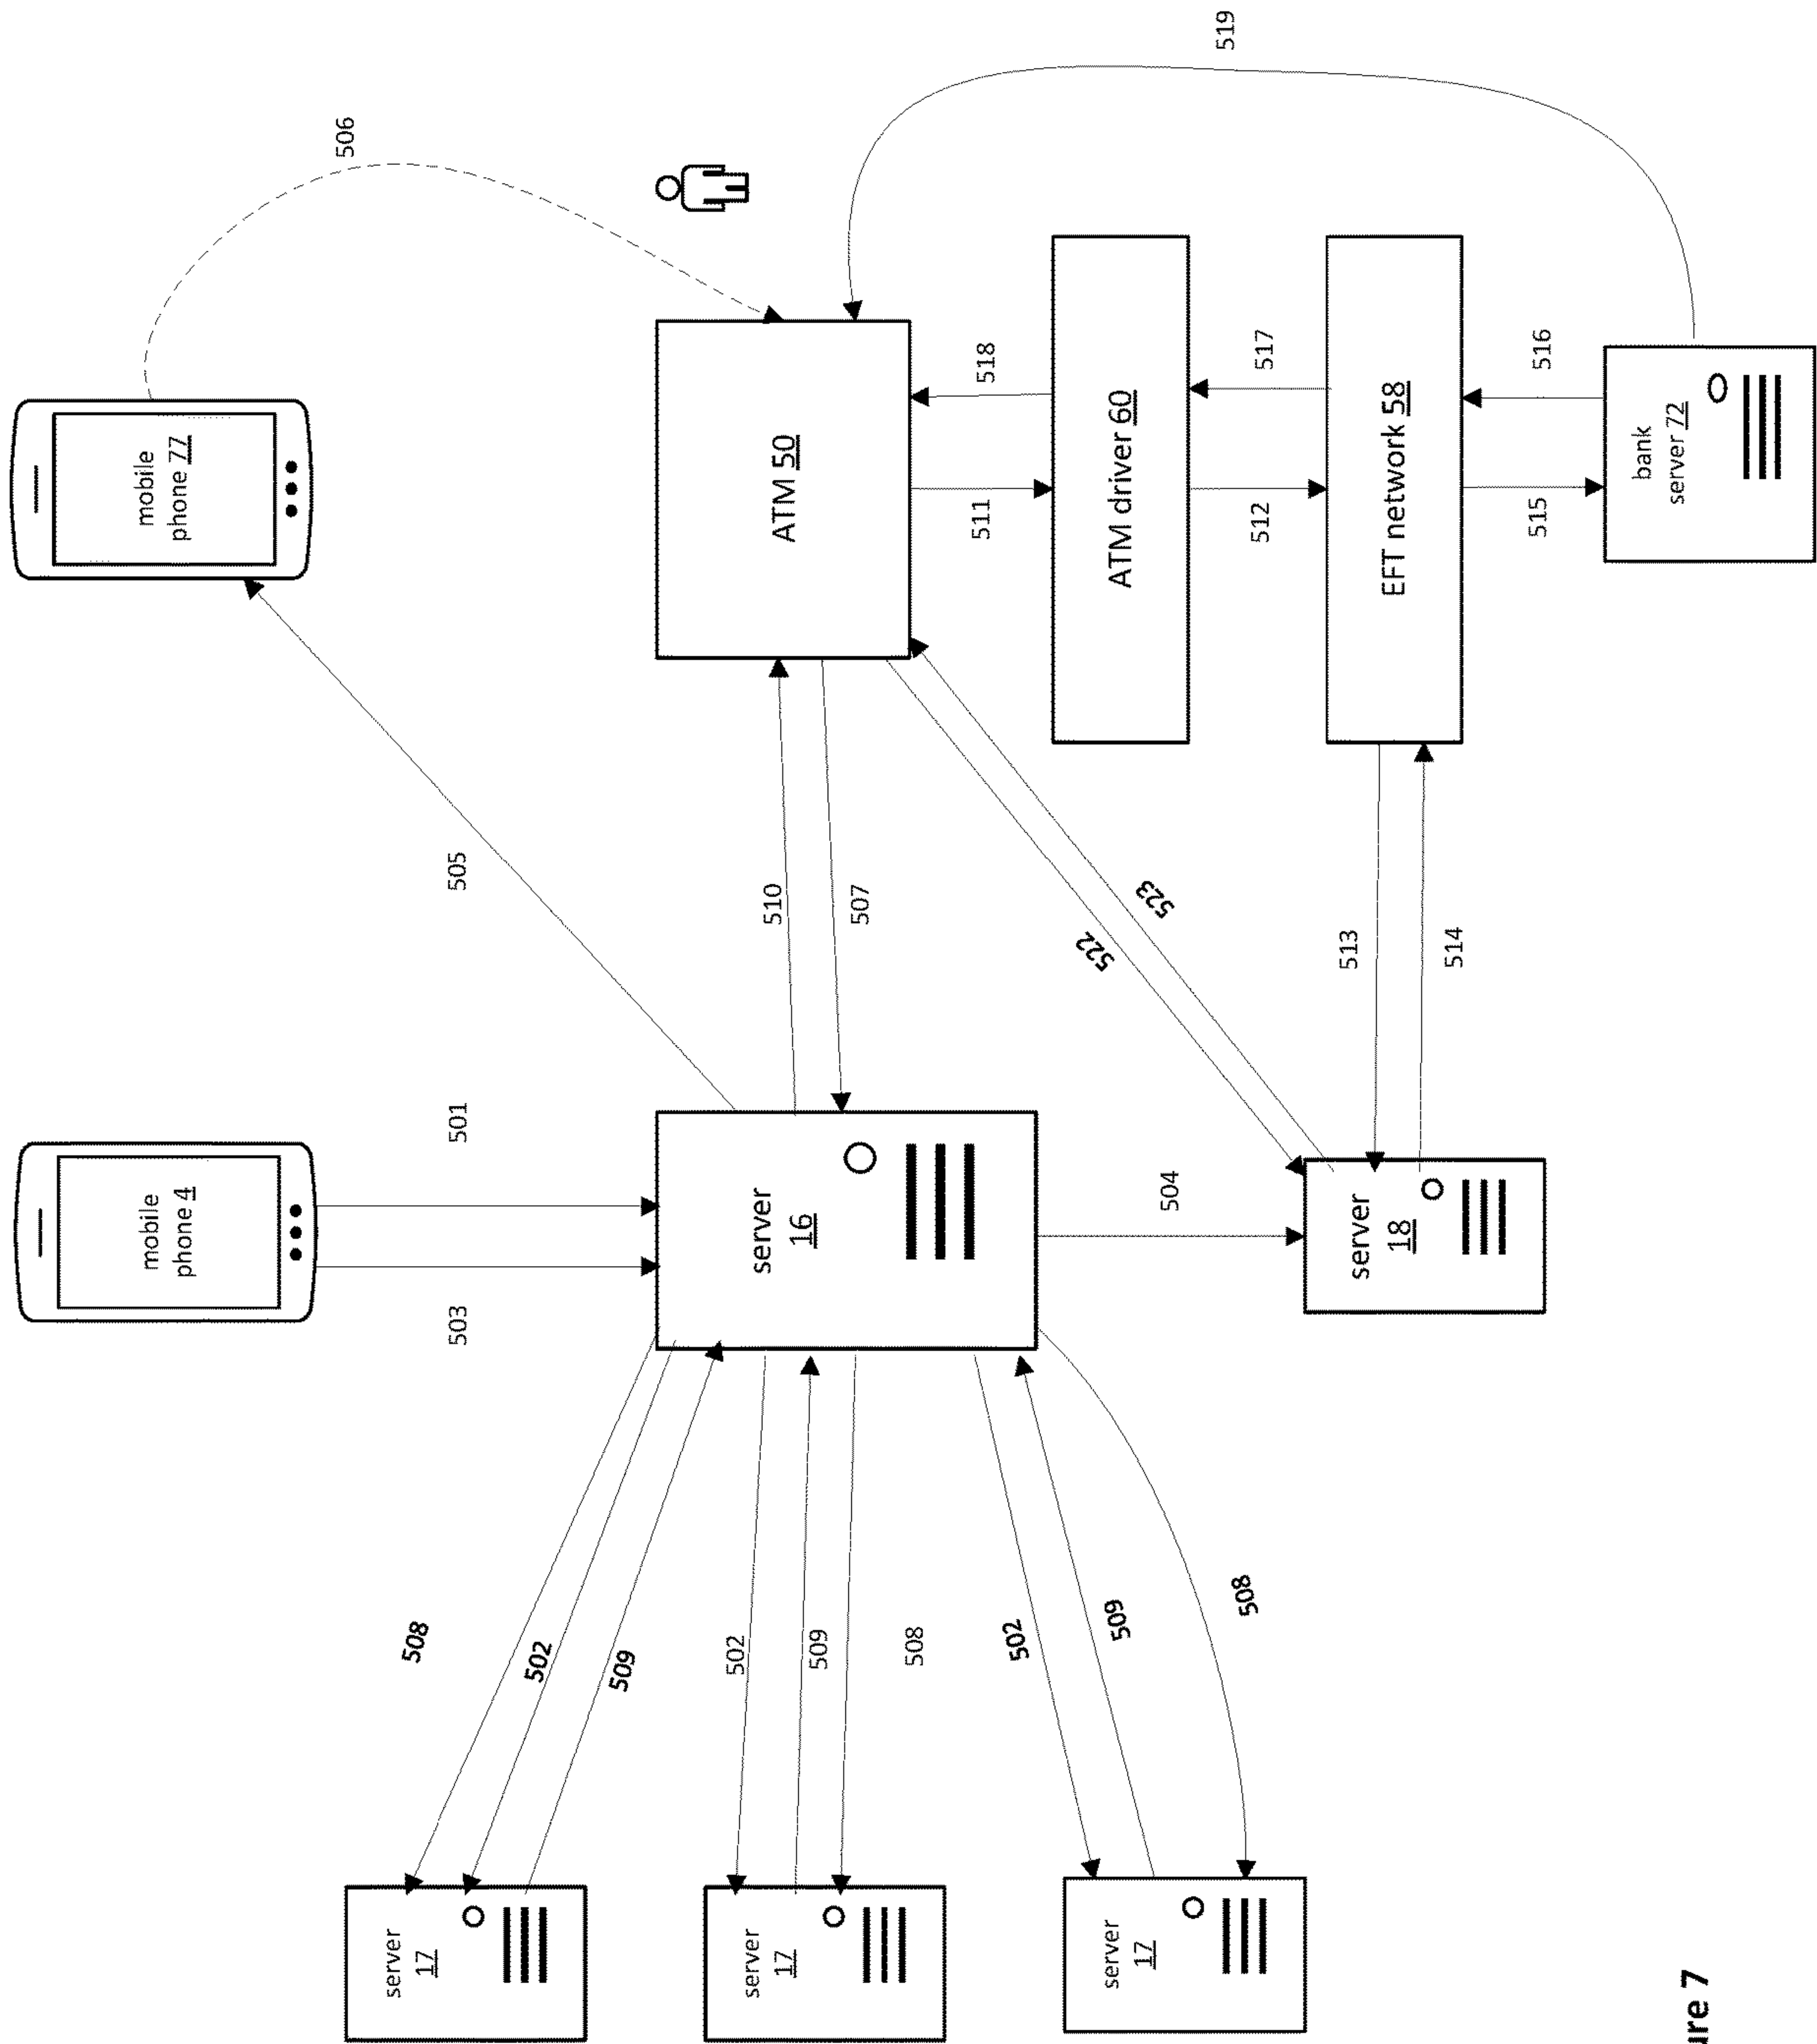 mobile
phone 4
mobile
phone 77
506
server
17
508
503
501
505
502
509
server
17
502
509
508
server
16
510
507
ATM 50
519
518
511
522
523
server
17
502
509
508
504
ATM driver 60
517
512
server
18
513
514
EFT network 58
516
515
bank
server 72
ure 7